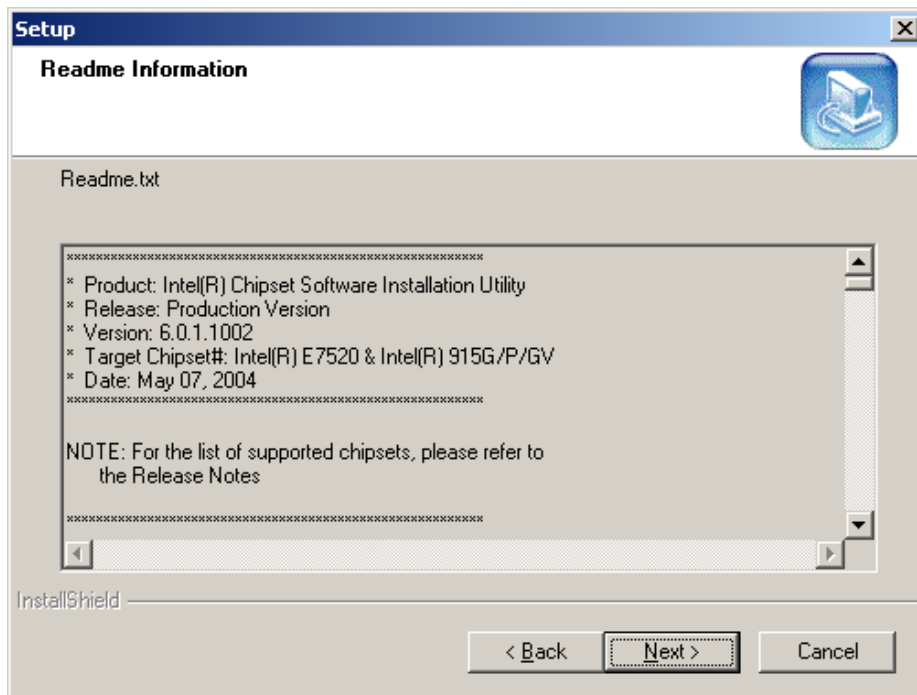 Setup
Readme Information
Readme.txt
*********************************************************
* Product: Intel(R) Chipset Software Installation Utility
* Release: Production Version
* Version: 6.0.1.1002
* Target Chipset#: Intel(R) E7520 & Intel(R) 915G/P/GV
* Date: May 07, 2004
*********************************************************
NOTE: For the list of supported chipsets, please refer to
the Release Notes
*********************************************************
InstallShield
< Back Next > Cancel